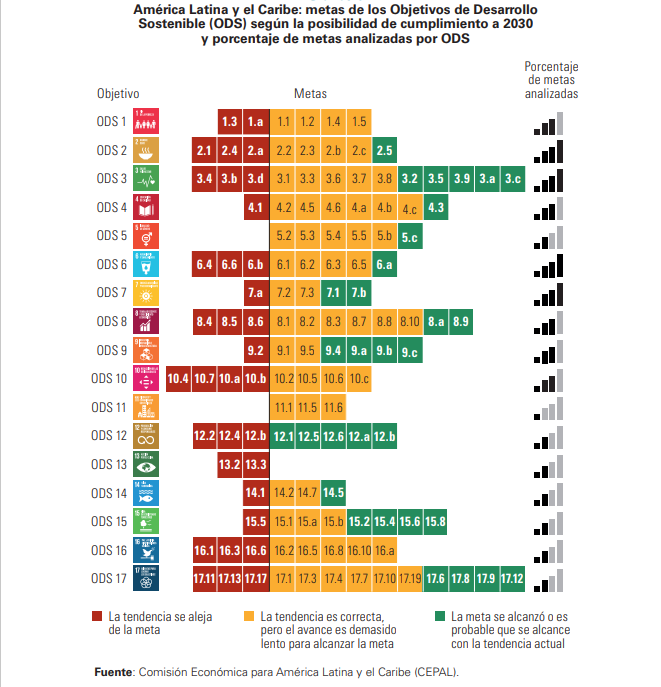 América Latina y el Caribe: metas de los Objetivos de Desarrollo
Sostenible (ODS) según la posibilidad de cumplimiento a 2030
y porcentaje de metas analizadas por ODS
Porcentaje
de metas
analizadas
Objetivo Metas
ODS 1 1.3 1.a 1.1 1.2 1.4 1.5
ODS 2 2.1 2.4 2.a 2.2 2.3 2.b 2.c 2.5
ODS 3 3.4 3.b 3.d 3.1 3.3 3.6 3.7 3.8 3.2 3.5 3.9 3.a 3.c
ODS 4 4.1 4.2 4.5 4.6 4.a 4.b 4.c 4.3
ODS 5 5.2 5.3 5.4 5.5 5.b 5.c
ODS 6 6.4 6.6 6.b 6.1 6.2 6.3 6.5 6.a
ODS 7 7.a 7.2 7.3 7.1 7.b
ODS 8 8.4 8.5 8.6 8.1 8.2 8.3 8.7 8.8 8.10 8.a 8.9
ODS 9 9.2 9.1 9.5 9.4 9.a 9.b 9.c
ODS 10 10.4 10.7 10.a 10.b 10.2 10.5 10.6 10.c
ODS 11 11.1 11.5 11.6
ODS 12 12.2 12.4 12.b 12.1 12.5 12.6 12.a 12.b
ODS 13 13.2 13.3
ODS 14 14.1 14.2 14.7 14.5
ODS 15 15.5 15.1 15.a 15.b 15.2 15.4 15.6 15.8
ODS 16 16.1 16.3 16.6 16.2 16.5 16.8 16.10 16.a
ODS 17 17.11 17.13 17.17 17.1 17.3 17.4 17.7 17.10 17.19 17.6 17.8 17.9 17.12
La tendencia se aleja
de la meta
La tendencia es correcta,
pero el avance es demasido
lento para alcanzar la meta
La meta se alcanzó o es
probable que se alcance
con la tendencia actual
Fuente: Comisión Económica para América Latina y el Caribe (CEPAL).